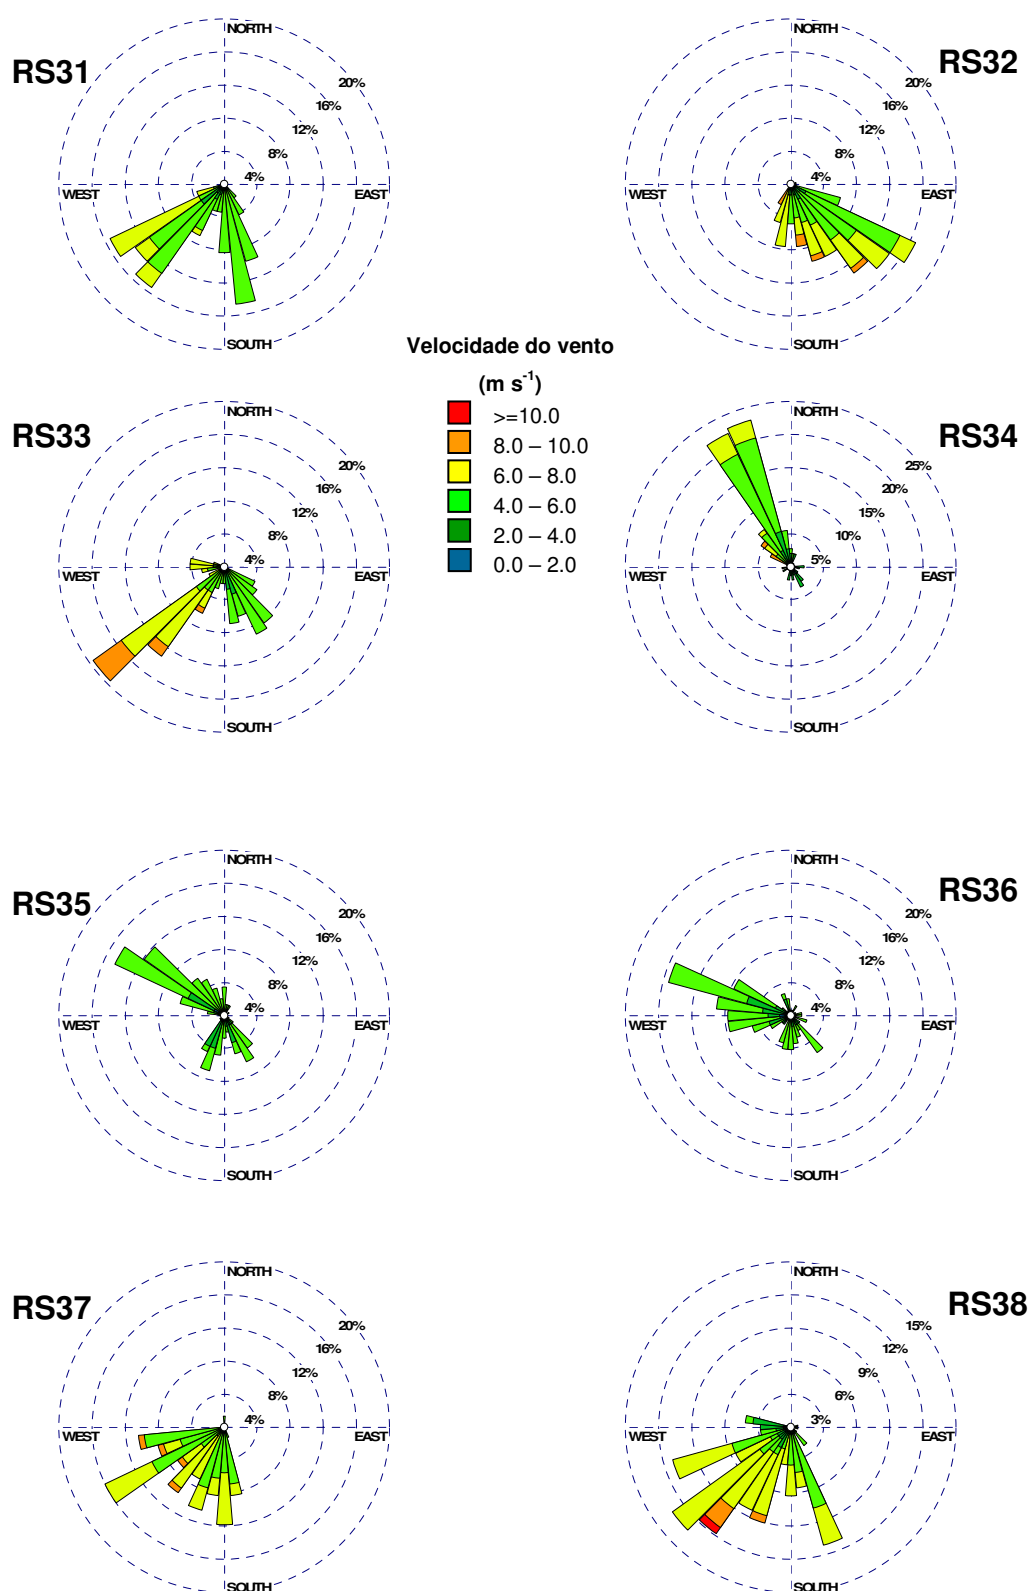 NORTH
NORTH
RS31
RS32
20%
20%
16%
16%
12%
12%
8%
8%
4%
4%
WEST
EAST
WEST
EAST
SOUTH
SOUTH
Velocidade do vento
(m s-1)
>=10.0
8.0 – 10.0
6.0 – 8.0
4.0 – 6.0
2.0 – 4.0
0.0 – 2.0
NORTH
NORTH
RS33
RS34
20%
25%
16%
20%
12%
15%
8%
10%
4%
5%
WEST
EAST
WEST
EAST
SOUTH
SOUTH
NORTH
NORTH
RS35
RS36
20%
20%
16%
16%
12%
12%
8%
8%
4%
4%
WEST
EAST
WEST
EAST
SOUTH
SOUTH
NORTH
NORTH
RS37
RS38
20%
15%
16%
12%
12%
9%
8%
6%
4%
3%
WEST
EAST
WEST
EAST
SOUTH
SOUTH